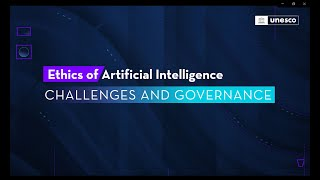 unesco
Ethics of Artificial Intelligence
CHALLENGES AND GOVERNANCE